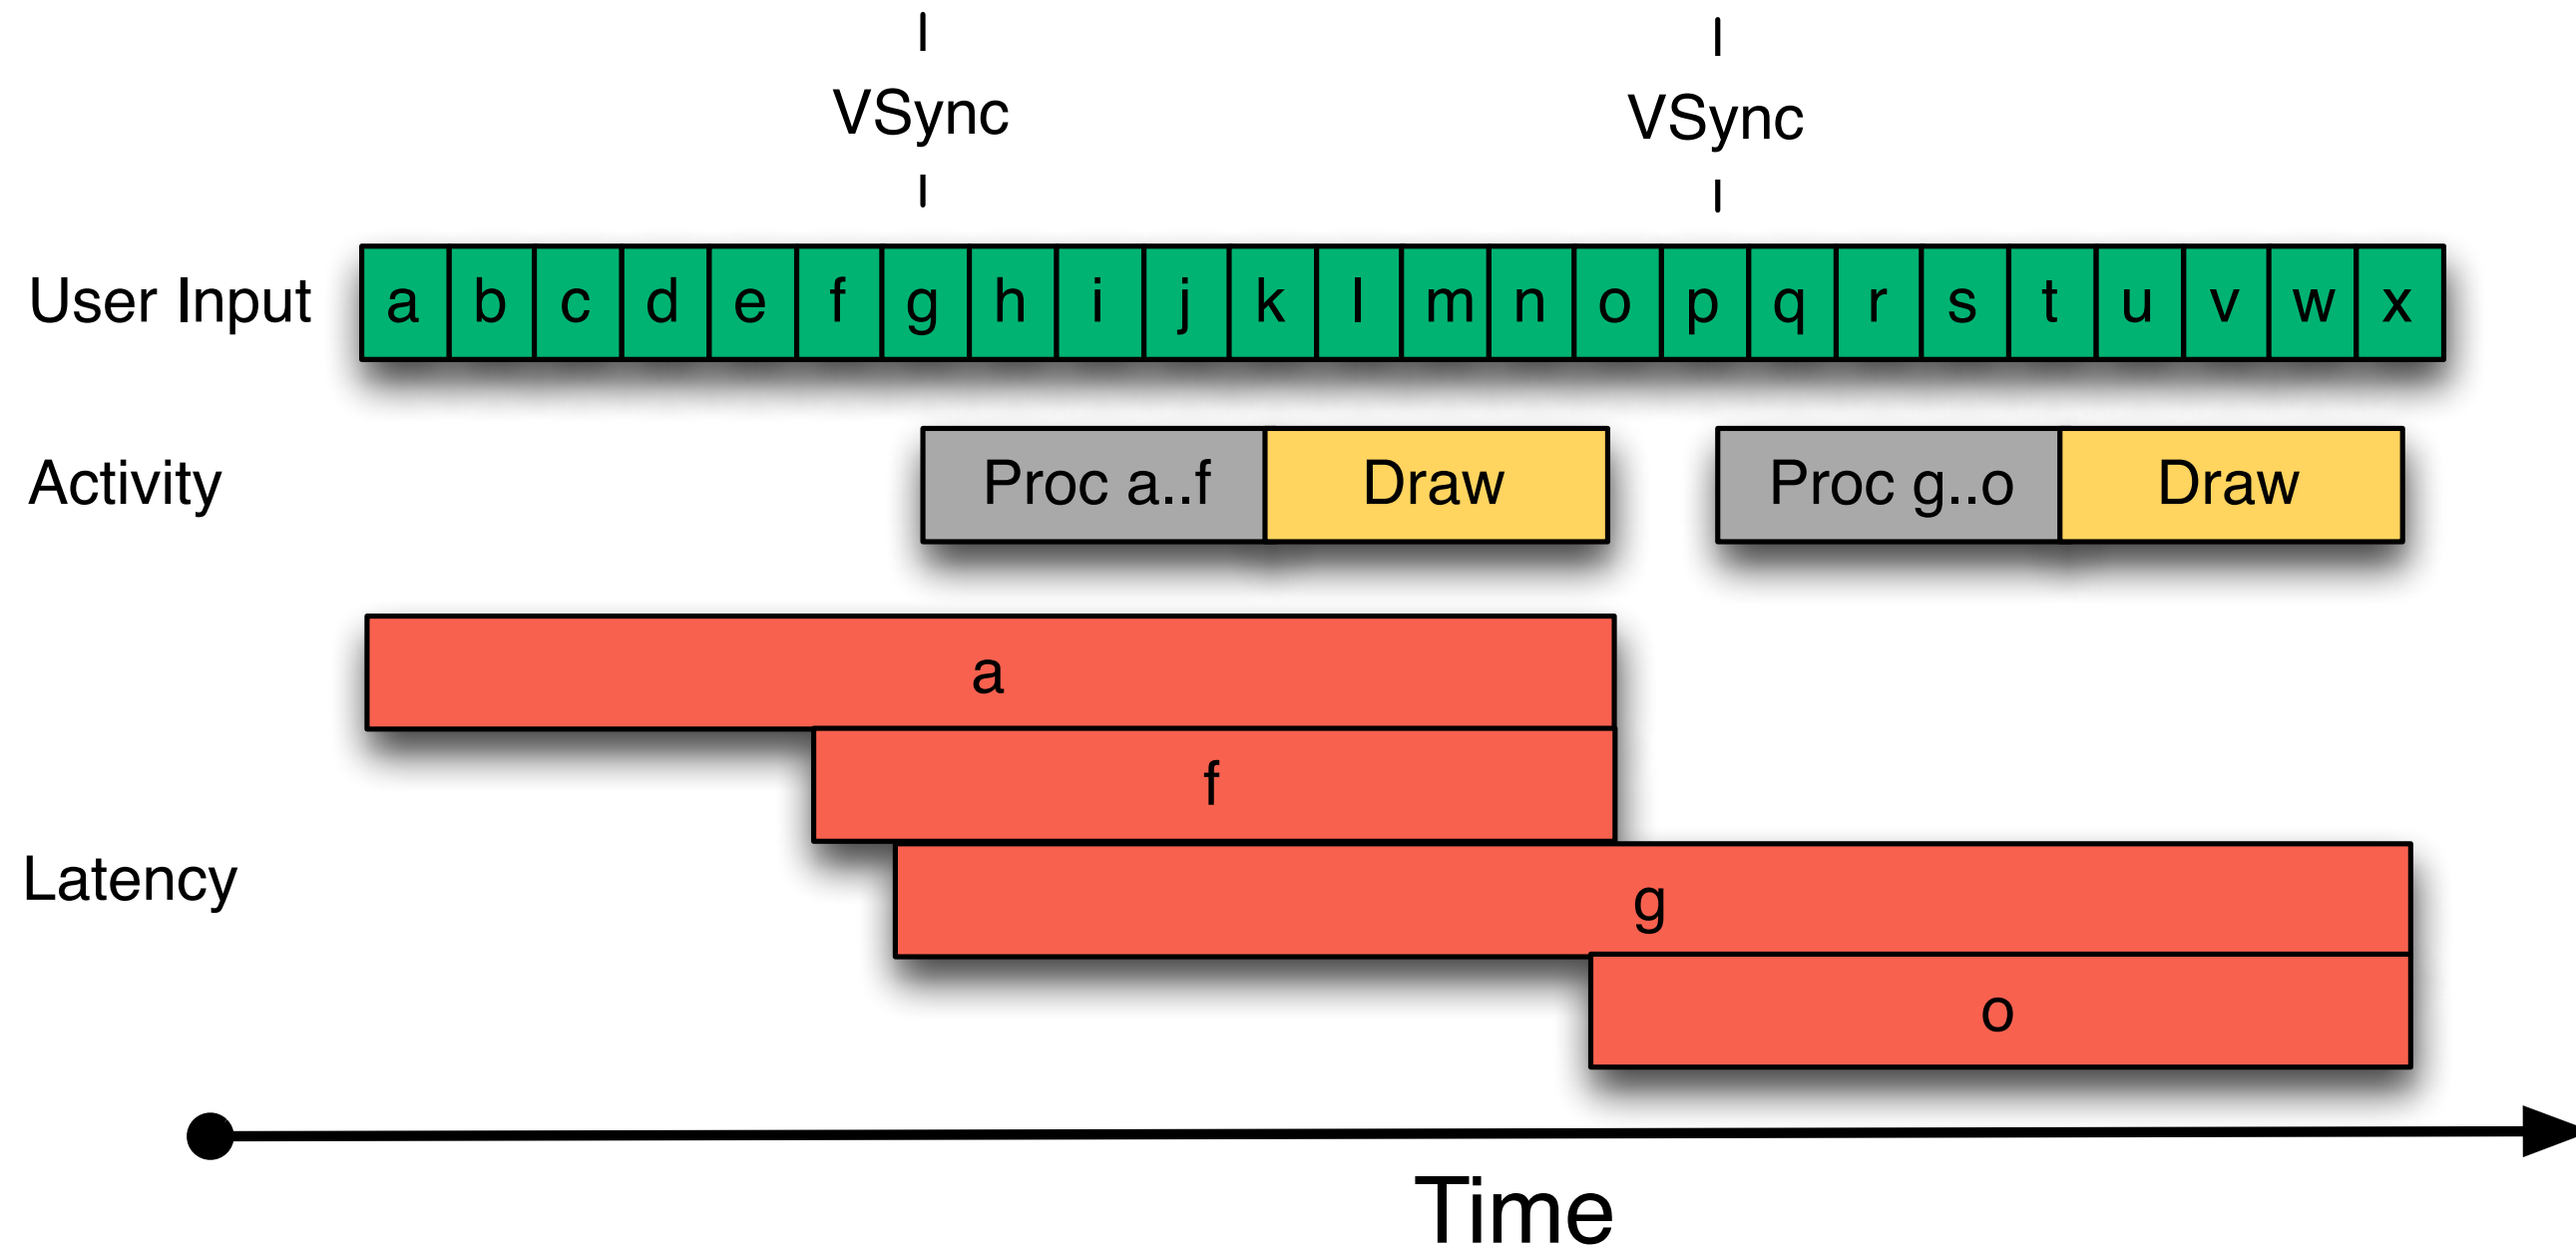 VSync VSync
User Input a b c d e f g h i j k l m n o p q r s t u v w x
Activity Proc a..f Draw Proc g..o Draw
a
f
Latency
g
o
Time